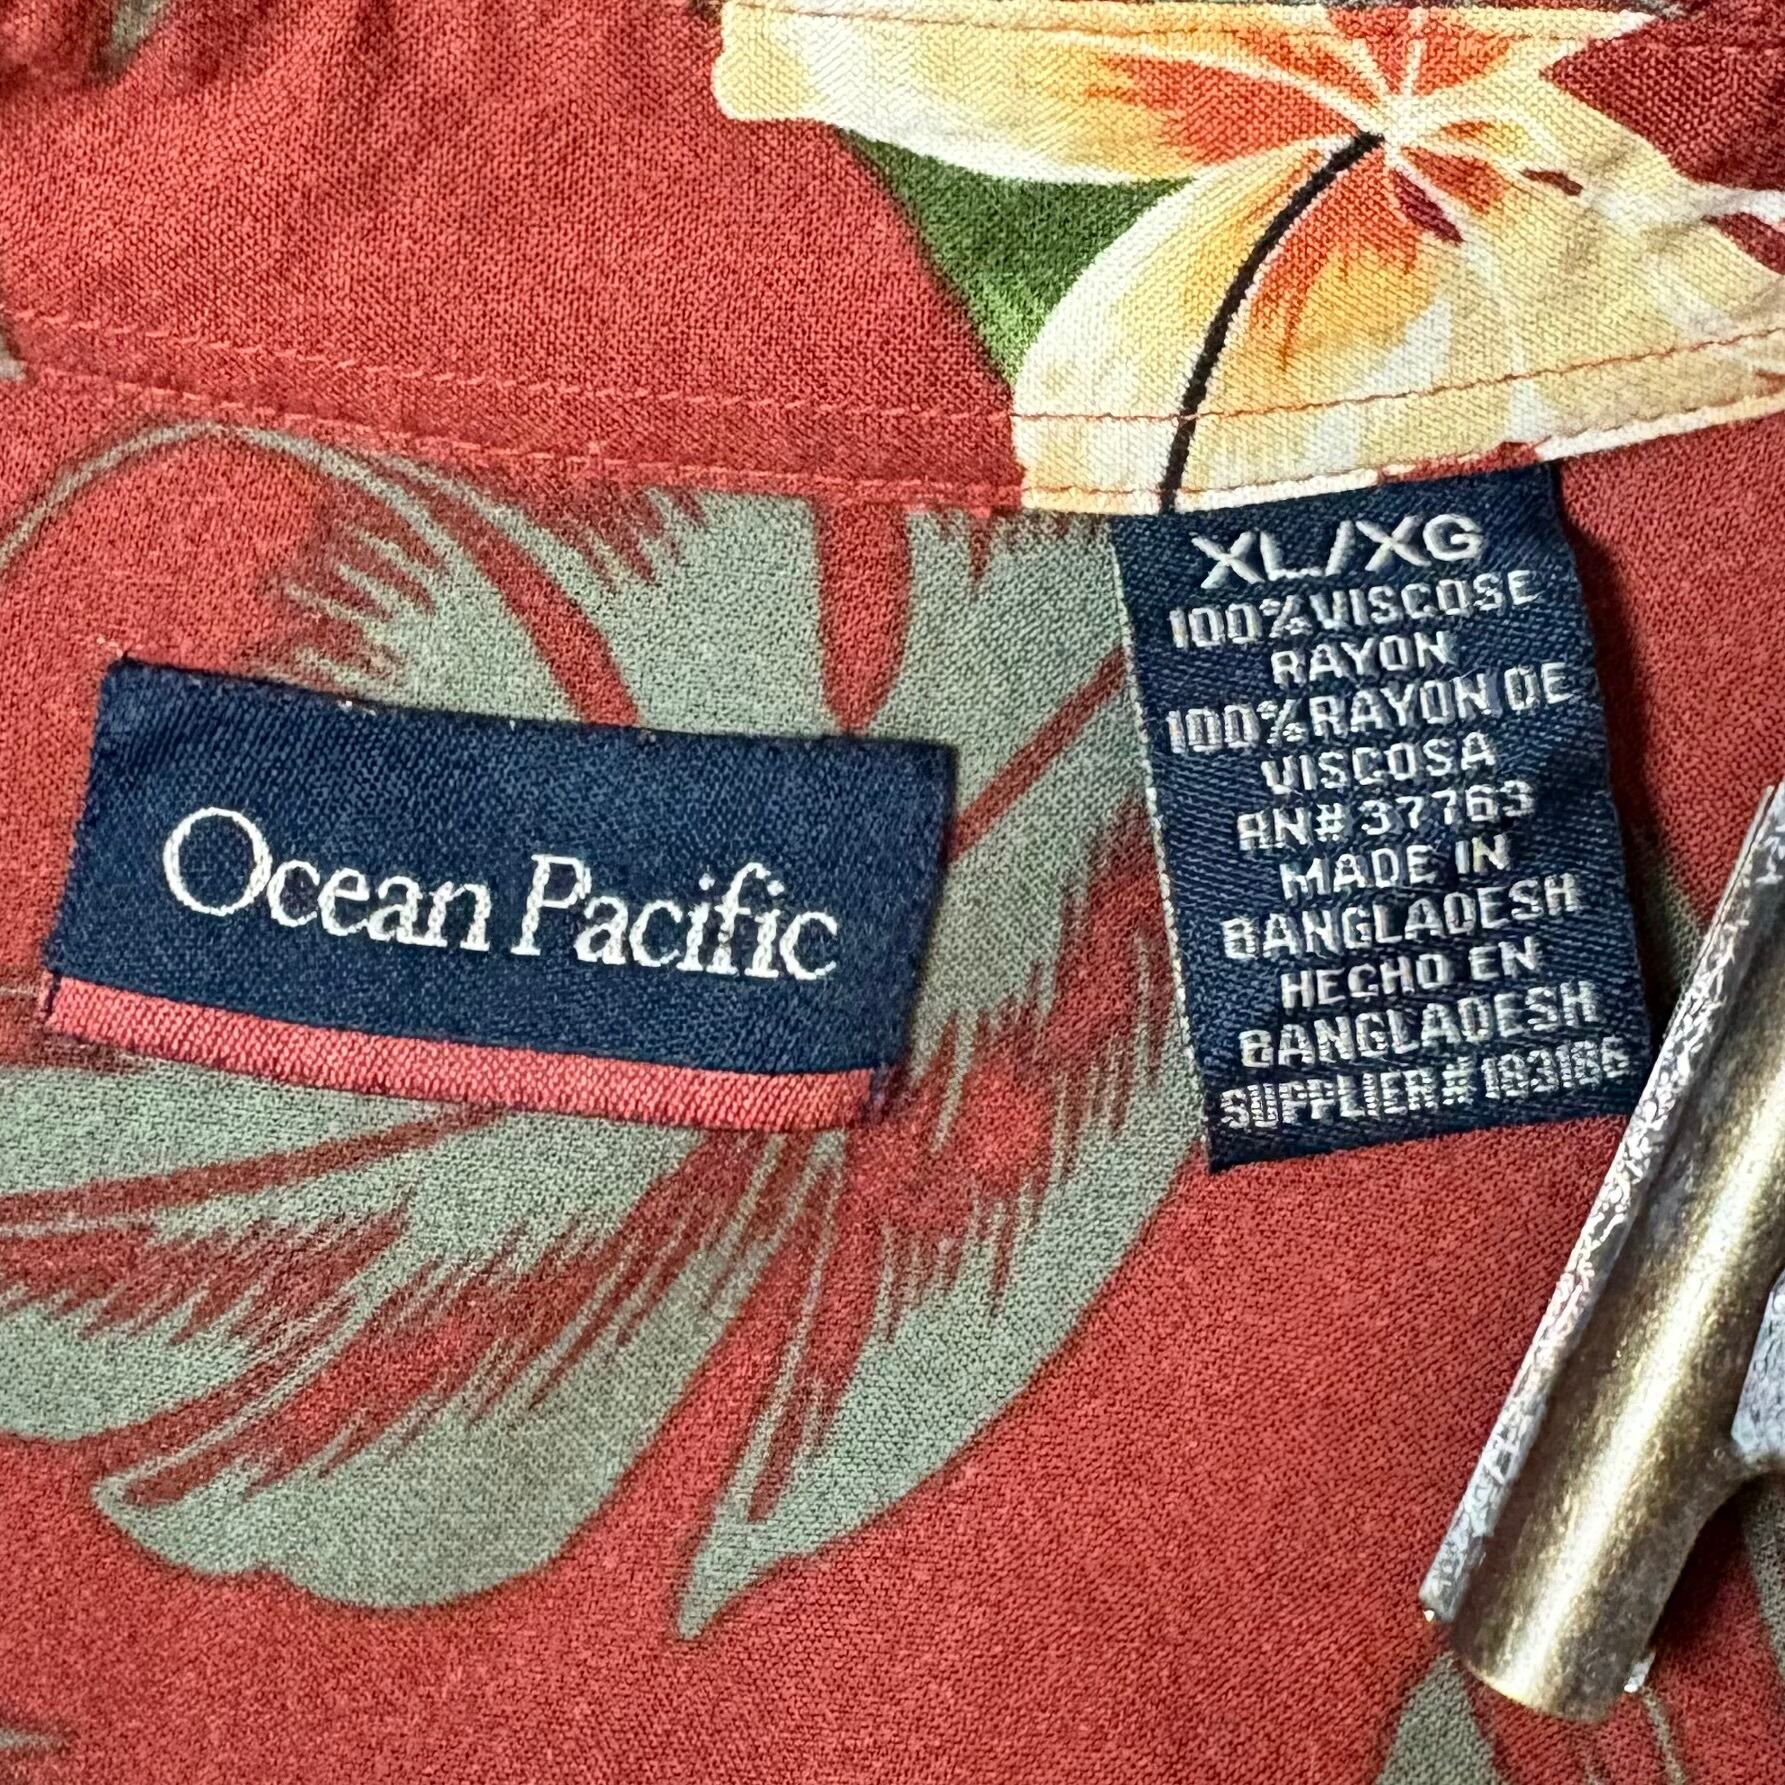 Ocean Pacific
XL/XG
100% VISCOSE
RAYON
100% RAYON DE
VISCOSA
RN# 37763
MADE IN
BANGLADESH
HECHO EN
BANGLADESH
SUPPLIER# 183186